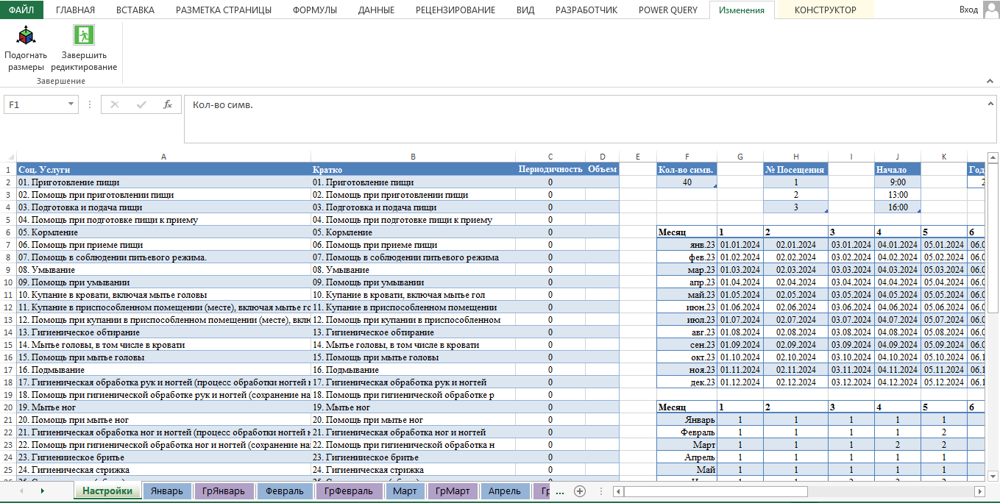 ФАЙЛ ГЛАВНАЯ ВСТАВКА РАЗМЕТКА СТРАНИЦЫ ФОРМУЛЫ ДАННЫЕ РЕЦЕНЗИРОВАНИЕ ВИД РАЗРАБОТЧИК POWER QUERY Изменения КОНСТРУКТОР Вход
Подогнать размеры Завершить редактирование
Завершение
F1 fx Кол-во симв.
A B C D E F G H I J K
1 Соц. Услуги Кратко Периодичность Объем Кол-во симв. № Посещения Начало Год
2 01. Приготовление пищи 01. Приготовление пищи 0 40 1 9:00 2
3 02. Помощь при приготовлении пищи 02. Помощь при приготовлении пищи 0 2 13:00
4 03. Подготовка и подача пищи 03. Подготовка и подача пищи 0 3 16:00
5 04. Помощь при подготовке пищи к приему 04. Помощь при подготовке пищи к приему 0
6 05. Кормление 05. Кормление 0 Месяц 1 2 3 4 5 6
7 06. Помощь при приеме пищи 06. Помощь при приеме пищи 0 янв.23 01.01.2024 02.01.2024 03.01.2024 04.01.2024 05.01.2024 06.0
8 07. Помощь в соблюдении питьевого режима. 07. Помощь в соблюдении питьевого режима 0 фев.23 01.02.2024 02.02.2024 03.02.2024 04.02.2024 05.02.2024 06.0
9 08. Умывание 08. Умывание 0 мар.23 01.03.2024 02.03.2024 03.03.2024 04.03.2024 05.03.2024 06.0
10 09. Помощь при умывании 09. Помощь при умывании 0 апр.23 01.04.2024 02.04.2024 03.04.2024 04.04.2024 05.04.2024 06.0
11 10. Купание в кровати, включая мытье головы 10. Купание в кровати, включая мытье гол 0 май.23 01.05.2024 02.05.2024 03.05.2024 04.05.2024 05.05.2024 06.0
12 11. Купание в приспособленном помещении (месте), включая мытье го 11. Купание в приспособленном помещении 0 июн.23 01.06.2024 02.06.2024 03.06.2024 04.06.2024 05.06.2024 06.0
13 12. Помощь при купании в приспособленном помещении (месте), вклю 12. Помощь при купании в приспособленном 0 июл.23 01.07.2024 02.07.2024 03.07.2024 04.07.2024 05.07.2024 06.0
14 13. Гигиеническое обтирание 13. Гигиеническое обтирание 0 авг.23 01.08.2024 02.08.2024 03.08.2024 04.08.2024 05.08.2024 06.0
15 14. Мытье головы, в том числе в кровати 14. Мытье головы, в том числе в кровати 0 сен.23 01.09.2024 02.09.2024 03.09.2024 04.09.2024 05.09.2024 06.0
16 15. Помощь при мытье головы 15. Помощь при мытье головы 0 окт.23 01.10.2024 02.10.2024 03.10.2024 04.10.2024 05.10.2024 06.1
17 16. Подмывание 16. Подмывание 0 ноя.23 01.11.2024 02.11.2024 03.11.2024 04.11.2024 05.11.2024 06.1
18 17. Гигиеническая обработка рук и ногтей (процесс обработки ногтей 17. Гигиеническая обработка рук и ногтей 0 дек.23 01.12.2024 02.12.2024 03.12.2024 04.12.2024 05.12.2024 06.1
19 18. Помощь при гигиенической обработке рук и ногтей (сохранение на 18. Помощь при гигиенической обработке р 0
20 19. Мытье ног 19. Мытье ног 0 Месяц 1 2 3 4 5 6
21 20. Помощь при мытье ног 20. Помощь при мытье ног 0 Январь 1 1 1 1 1
22 21. Гигиеническая обработка ног и ногтей (процесс обработки ногтей 21. Гигиеническая обработка ног и ногтей 0 Февраль 1 1 1 1 2
23 22. Помощь при гигиенической обработка ног и ногтей (сохранение на 22. Помощь при гигиенической обработка н 0 Март 1 1 1 2 2
24 23. Гигиенииеское бритье 23. Гигиенииеское бритье 0 Апрель 1 1 1 1 1
25 24. Гигиеническая стрижка 24. Гигиеническая стрижка 0 Май 1 1 1 1 1
Настройки Январь ГрЯнварь Февраль ГрФевраль Март ГрМарт Апрель Гр ...